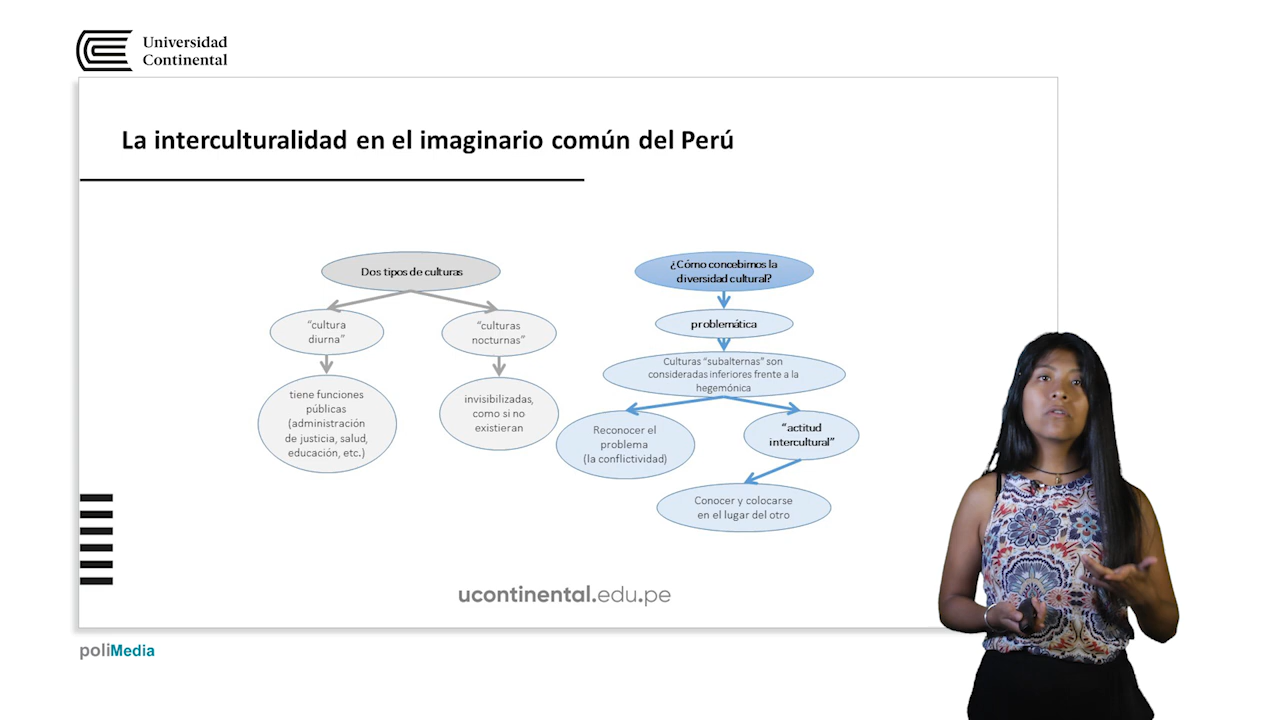 Universidad
Continental
La interculturalidad en el imaginario común del Perú
Dos tipos de culturas
“cultura
diurna”
“culturas
nocturnas”
tiene funciones
públicas
(administración
de justicia, salud,
educación, etc.)
invisibilizadas,
como si no
existieran
¿Cómo concebimos la
diversidad cultural?
problemática
Culturas “subalternas” son
consideradas inferiores frente a la
hegemónica
Reconocer el
problema
(la conflictividad)
“actitud
intercultural”
Conocer y colocarse
en el lugar del otro
ucontinental.edu.pe
poliMedia